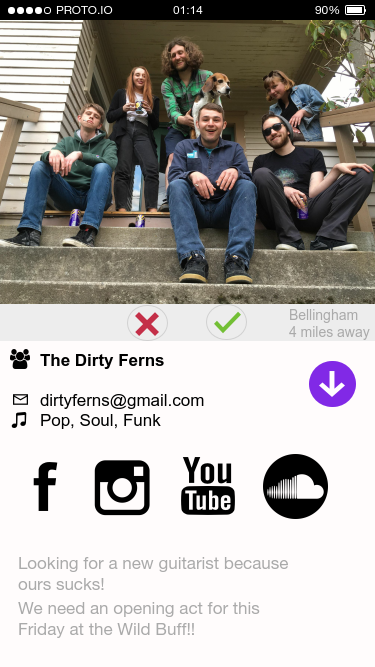 PROTO.IO 01:14 90%
Bellingham
4 miles away
The Dirty Ferns
dirtyferns@gmail.com
Pop, Soul, Funk
You
Tube
Looking for a new guitarist because
ours sucks!
We need an opening act for this
Friday at the Wild Buff!!